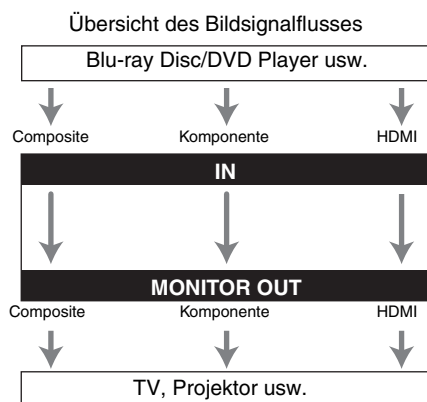 Übersicht des Bildsignalflusses
Blu-ray Disc/DVD Player usw.
Composite Komponente HDMI
IN
MONITOR OUT
Composite Komponente HDMI
TV, Projektor usw.